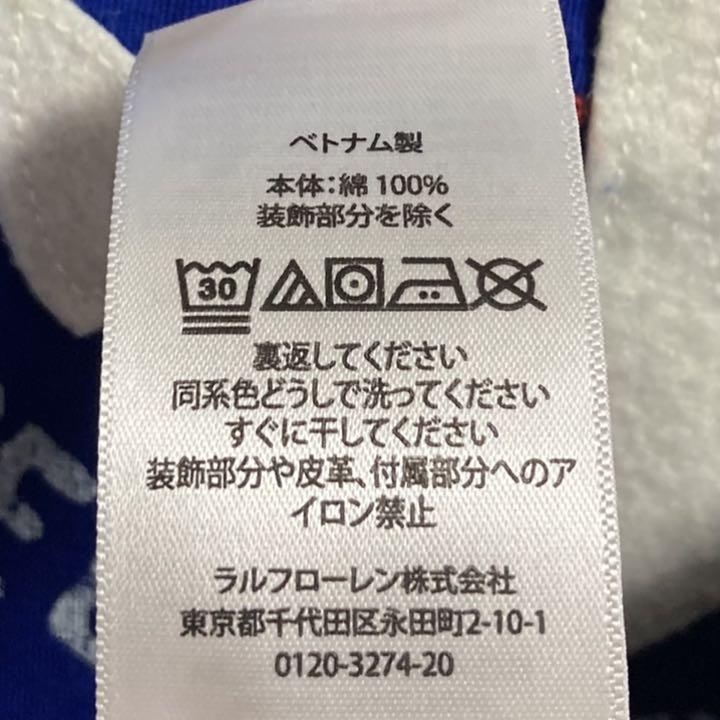 ベトナム製
本体:綿 100%
装飾部分を除く
30
裏返してください
同系色どうしで洗ってください
すぐに干してください
装飾部分や皮革、付属部分へのア
イロン禁止
ラルフローレン株式会社
東京都千代田区永田町2-10-1
0120-3274-20